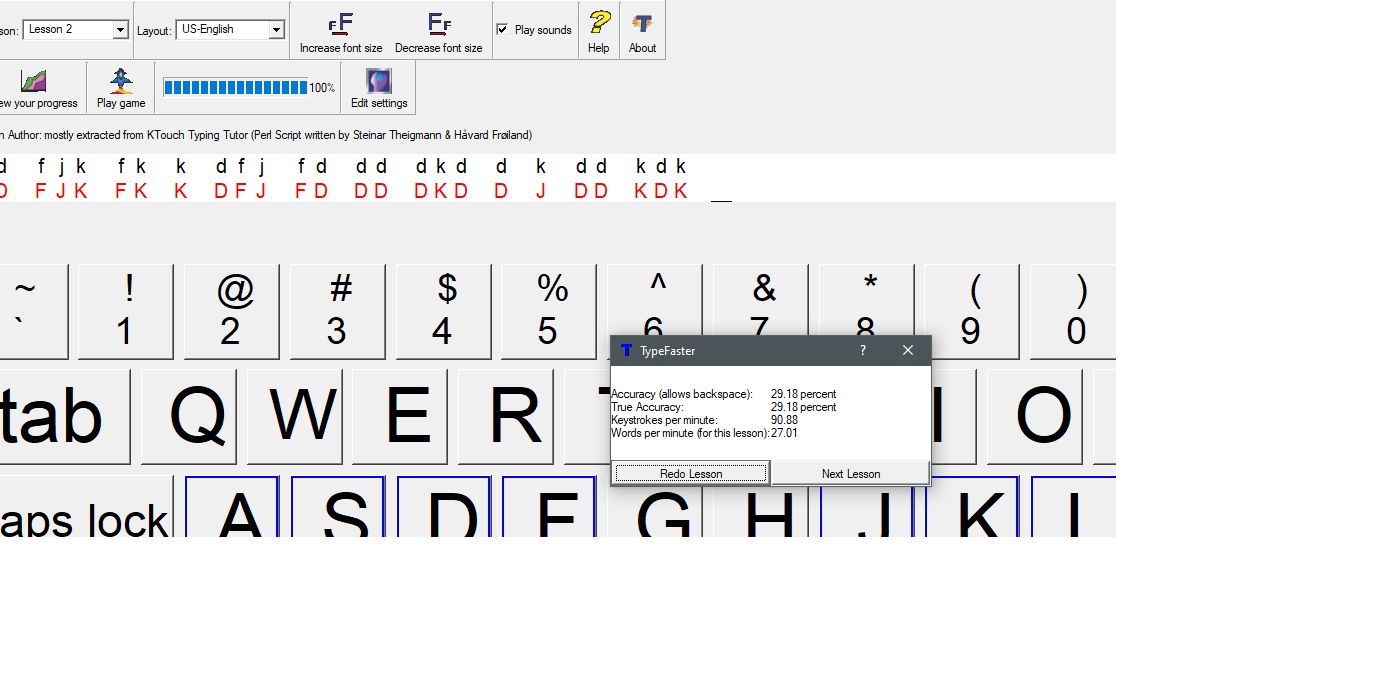 son: Lesson 2 Layout: US-English Increase font size Decrease font size Play sounds Help About
ew your progress Play game 100% Edit settings
n Author: mostly extracted from KTouch Typing Tutor (Perl Script written by Steinar Theigmann & Håvard Frøiland)
d f j k f k k d f j f d d d d k d d k d d k d k
D F J K F K K D F J F D D D D K D D J D D K D K
~ ! @ # $ % ^ & * ( )
` 1 2 3 4 5 6 7 8 9 0
TypeFaster ?
Accuracy (allows backspace): 29.18 percent
True Accuracy: 29.18 percent
Keystrokes per minute: 90.88
Words per minute (for this lesson): 27.01
Redo Lesson Next Lesson
tab Q W E R T I O
aps lock A S D F G H J K L